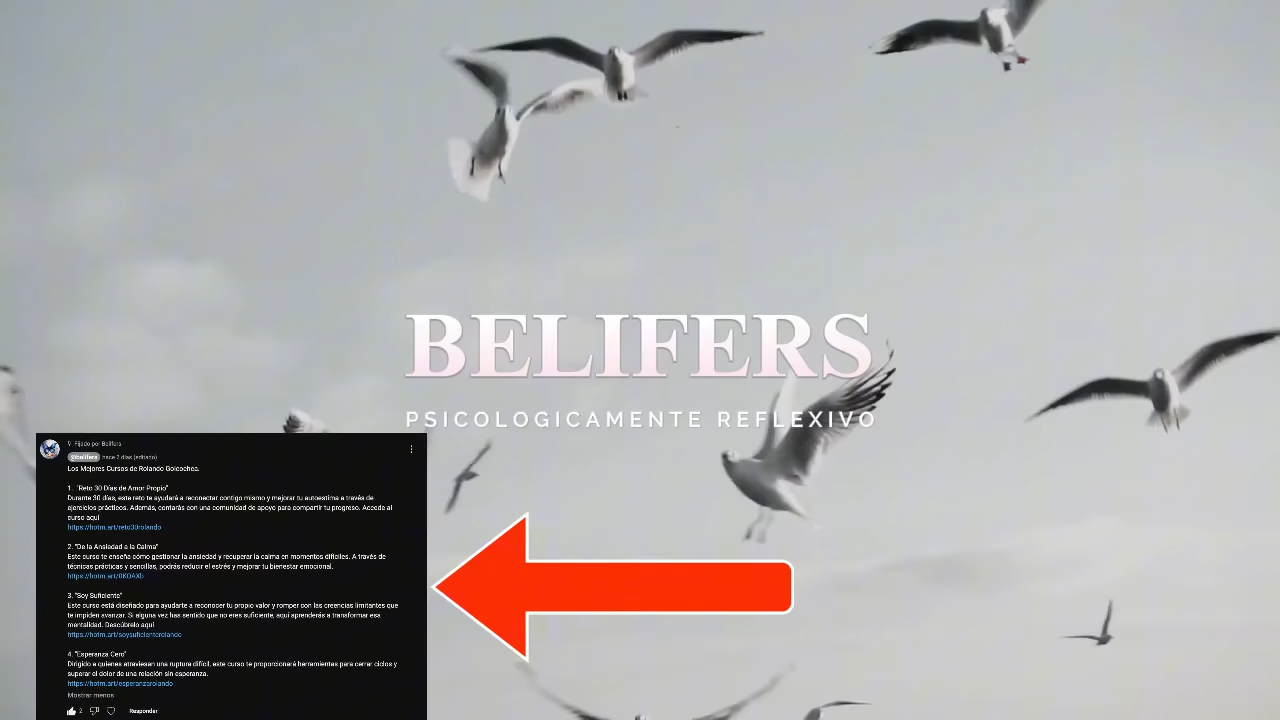 BELIFERS
PSICOLOGICAMENTE REFLEXIVO
Fijado por Belifers
@belifers hace 2 días (editado)
Los Mejores Cursos de Rolando Goicochea.
1. "Reto 30 Días de Amor Propio"
Durante 30 días, este reto te ayudará a reconectar contigo mismo y mejorar tu autoestima a través de
ejercicios prácticos. Además, contarás con una comunidad de apoyo para compartir tu progreso. Accede al
curso aquí
https://hotm.art/reto30rolando
2. "De la Ansiedad a la Calma"
Este curso te enseña cómo gestionar la ansiedad y recuperar la calma en momentos difíciles. A través de
técnicas prácticas y sencillas, podrás reducir el estrés y mejorar tu bienestar emocional.
3. "Soy Suficiente"
Este curso está diseñado para ayudarte a reconocer tu propio valor y romper con las creencias limitantes que
te impiden avanzar. Si alguna vez has sentido que no eres suficiente, aquí aprenderás a transformar esa
mentalidad. Descúbrelo aquí
https://hotm.art/soysuficienterolando
4. "Esperanza Cero"
Dirigido a quienes atraviesan una ruptura difícil, este curso te proporcionará herramientas para cerrar ciclos y
superar el dolor de una relación sin esperanza.
https://hotm.art/esperanzarolando
Mostrar menos
2 Responder